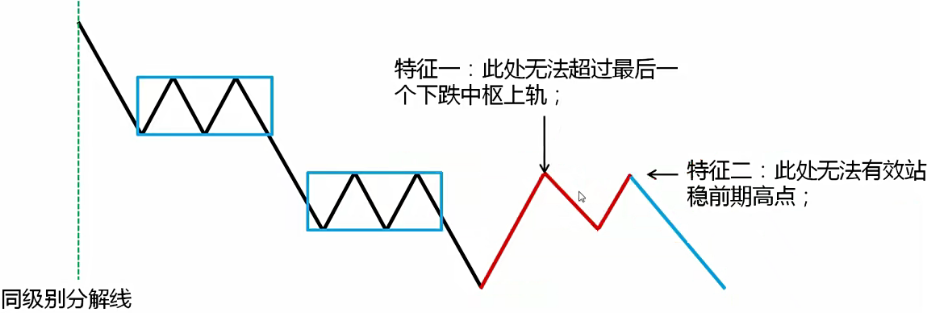 特征一：此处无法超过最后一
个下跌中枢上轨；
特征二：此处无法有效站
稳前期高点；
同级别分解线